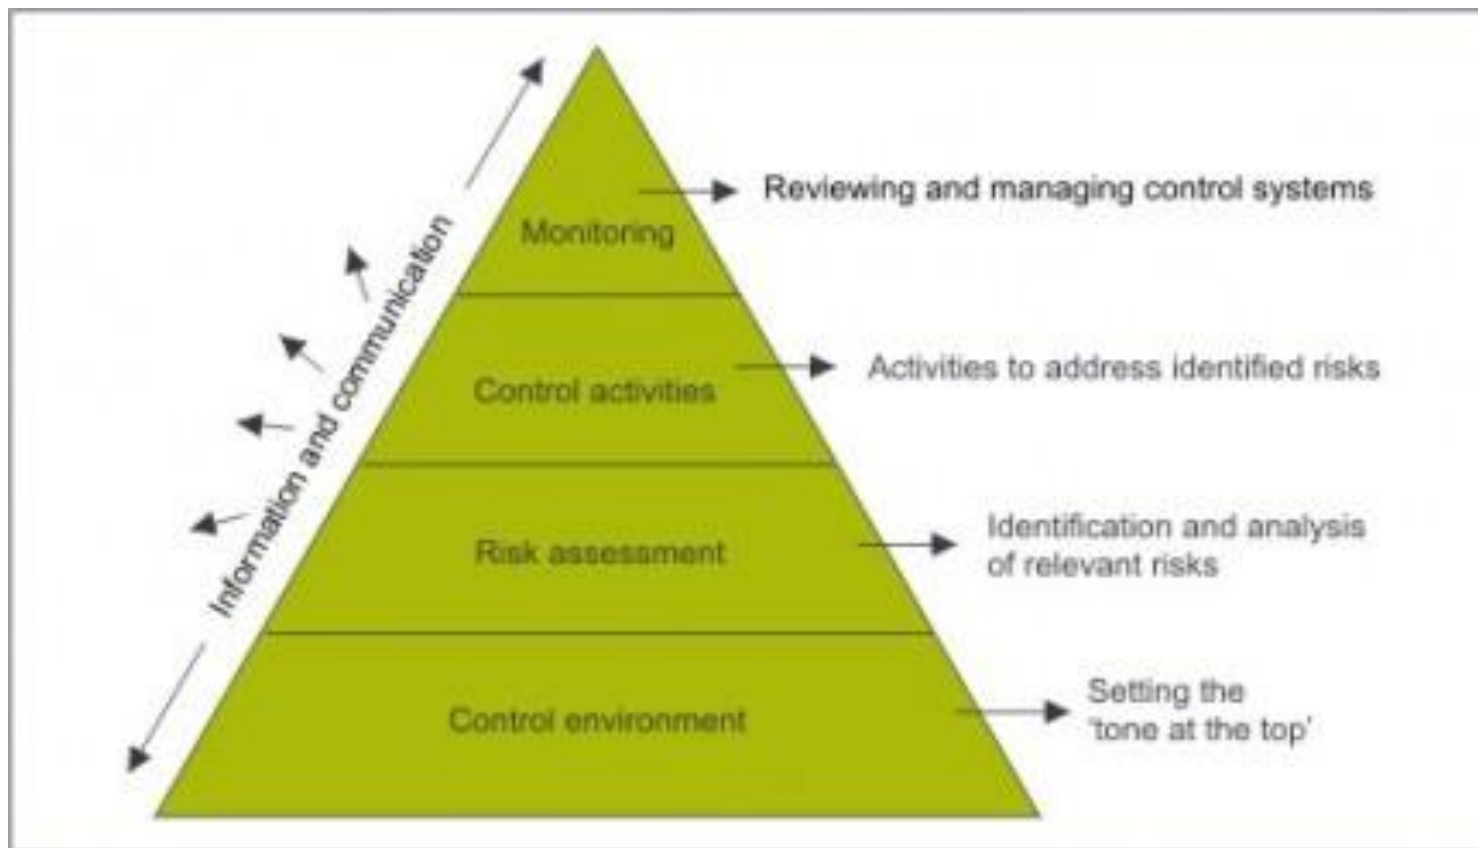 Information and communication
Monitoring
Reviewing and managing control systems
Control activities
Activities to address identified risks
Risk assessment
Identification and analysis
of relevant risks
Control environment
Setting the
'tone at the top'